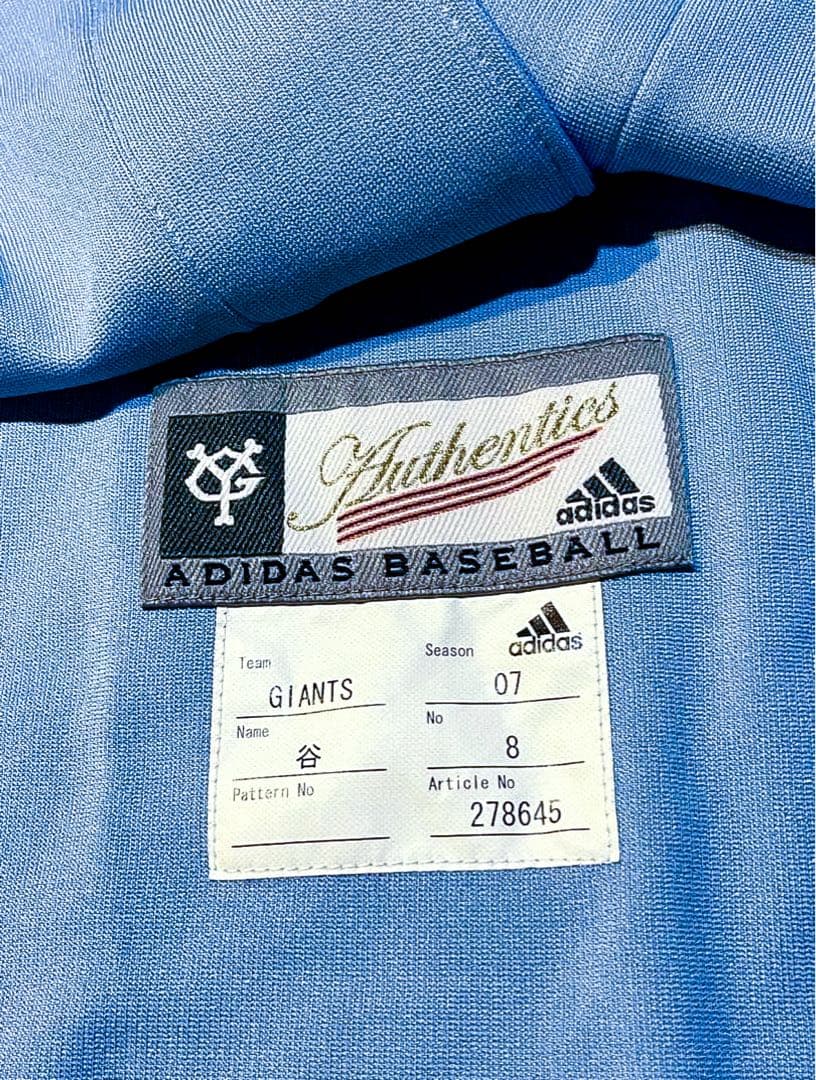 YG
Authentics
adidas
ADIDAS BASEBALL
adidas
Team
GIANTS
Season
07
Name
谷
No
8
Pattern No
Article No
278645